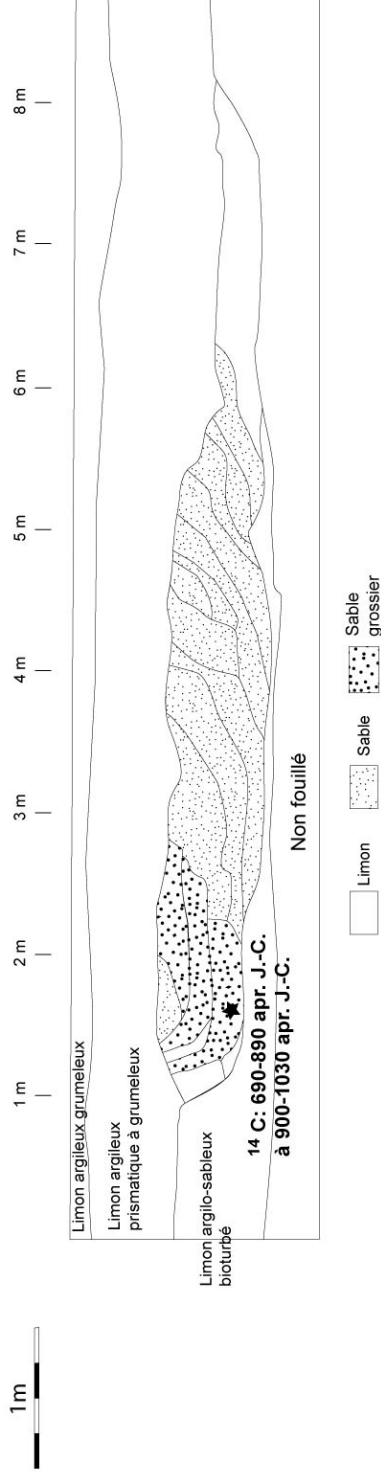 1m
1 m
2 m
3 m
4 m
5 m
6 m
7 m
8 m
Limon argileux grumeleux
Limon argileux
prismatique à grumeleux
Limon argilo-sableux
bioturbé
14 C: 690-890 apr. J.-C.
à 900-1030 apr. J.-C.
Non fouillé
Limon
Sable
Sable
grossier